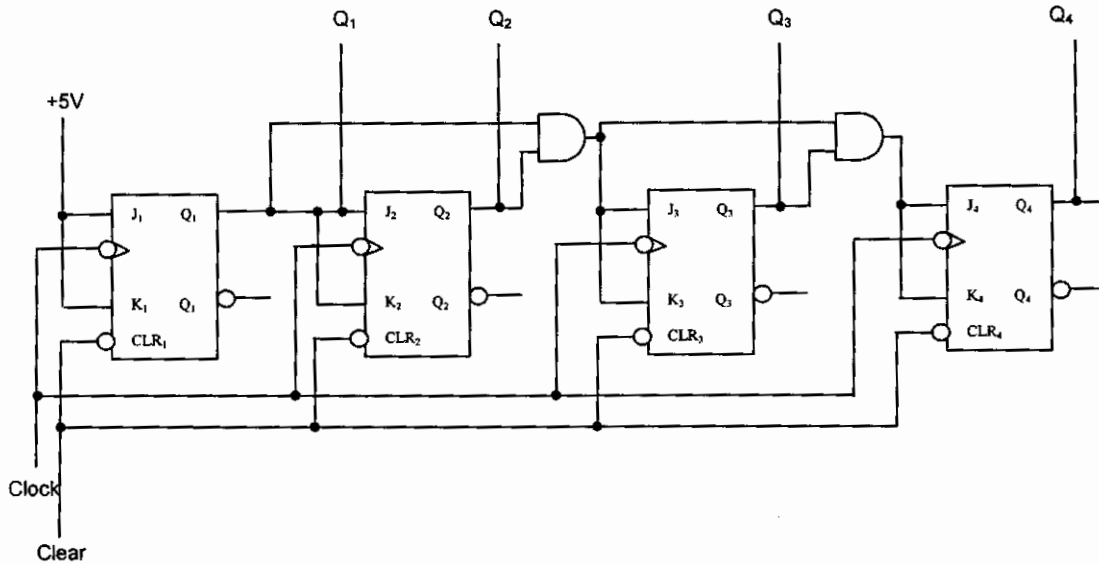 Q1 Q2 Q3 Q4
+5V
J1 Q1
K1 Q1
CLR1
J2 Q2
K2 Q2
CLR2
J3 Q3
K3 Q3
CLR3
J4 Q4
K4 Q4
CLR4
Clock
Clear